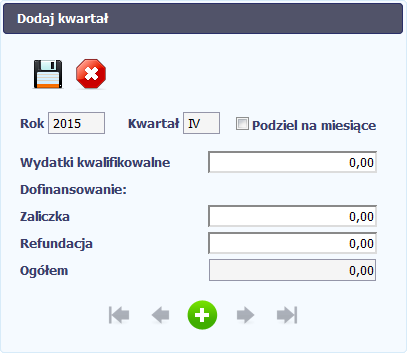 Dodaj kwartał
Rok 2015 Kwartał IV Podziel na miesiące
Wydatki kwalifikowalne 0,00
Dofinansowanie:
Zaliczka 0,00
Refundacja 0,00
Ogółem 0,00